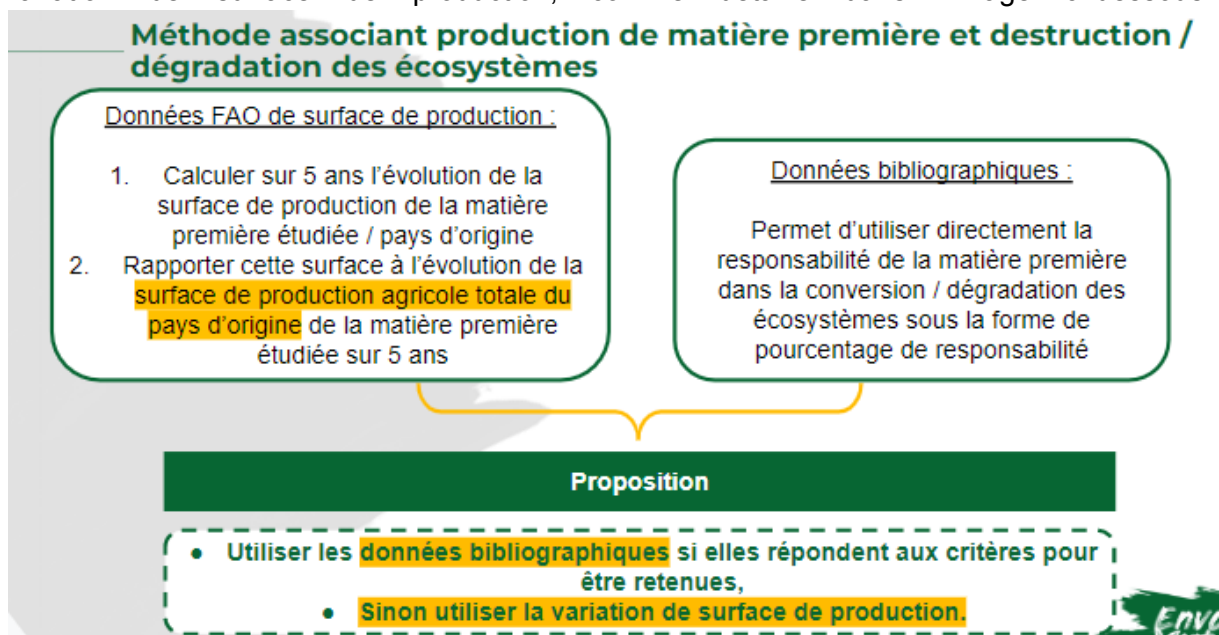 Méthode associant production de matière première et destruction /
dégradation des écosystèmes
Données FAO de surface de production :
1. Calculer sur 5 ans l'évolution de la
surface de production de la matière
première étudiée / pays d'origine
2. Rapporter cette surface à l'évolution de la
surface de production agricole totale du
pays d'origine de la matière première
étudiée sur 5 ans
Données bibliographiques :
Permet d'utiliser directement la
responsabilité de la matière première
dans la conversion / dégradation des
écosystèmes sous la forme de
pourcentage de responsabilité
Proposition
● Utiliser les données bibliographiques si elles répondent aux critères pour
être retenues,
● Sinon utiliser la variation de surface de production.